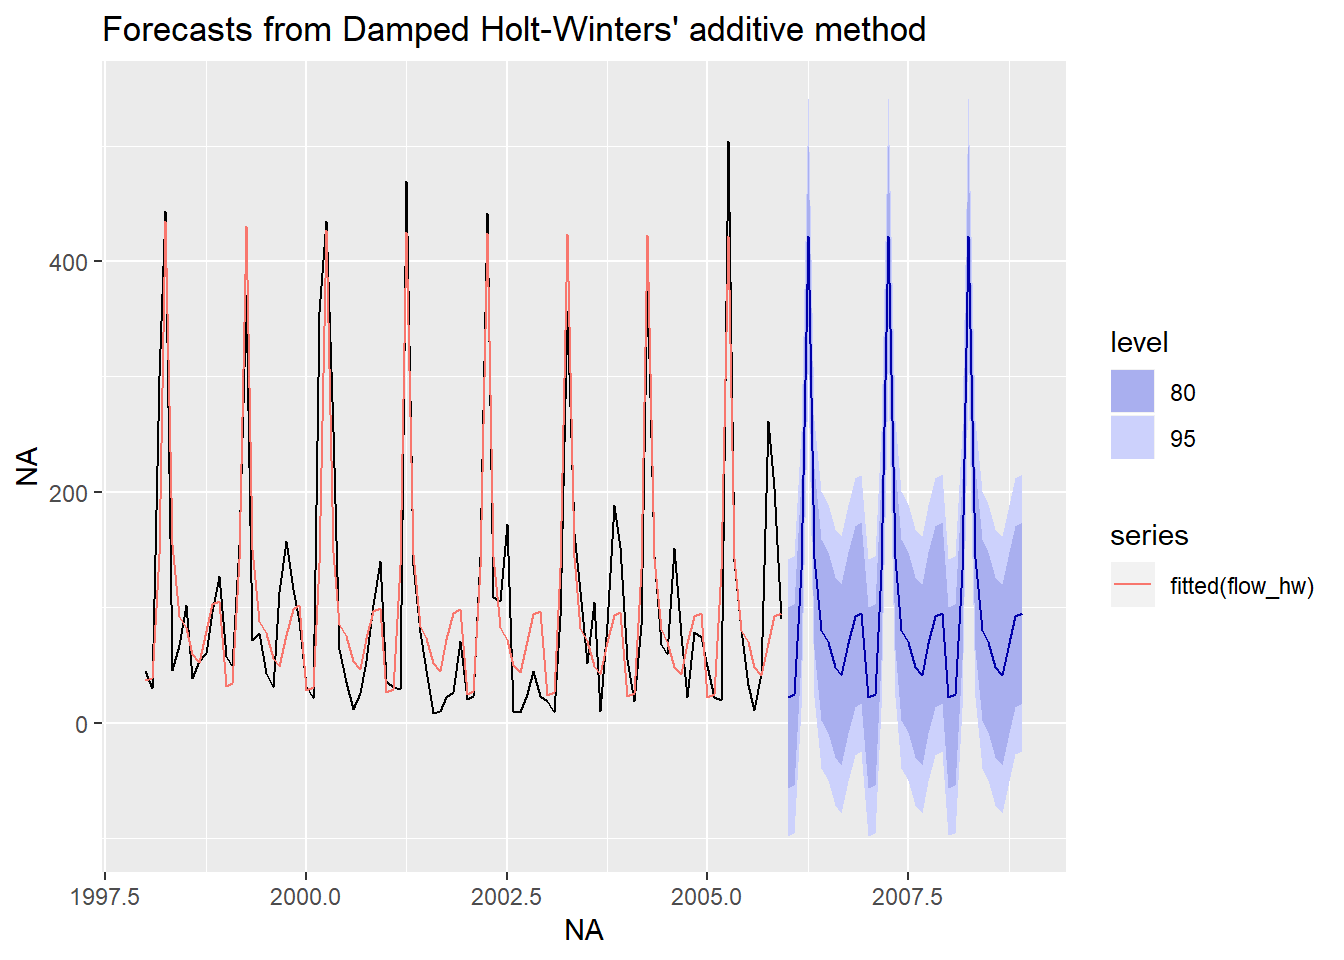 Forecasts from Damped Holt-Winters' additive method
NA
400
200
0
1997.5
2000.0
2002.5
2005.0
2007.5
NA
level
80
95
series
fitted(flow_hw)